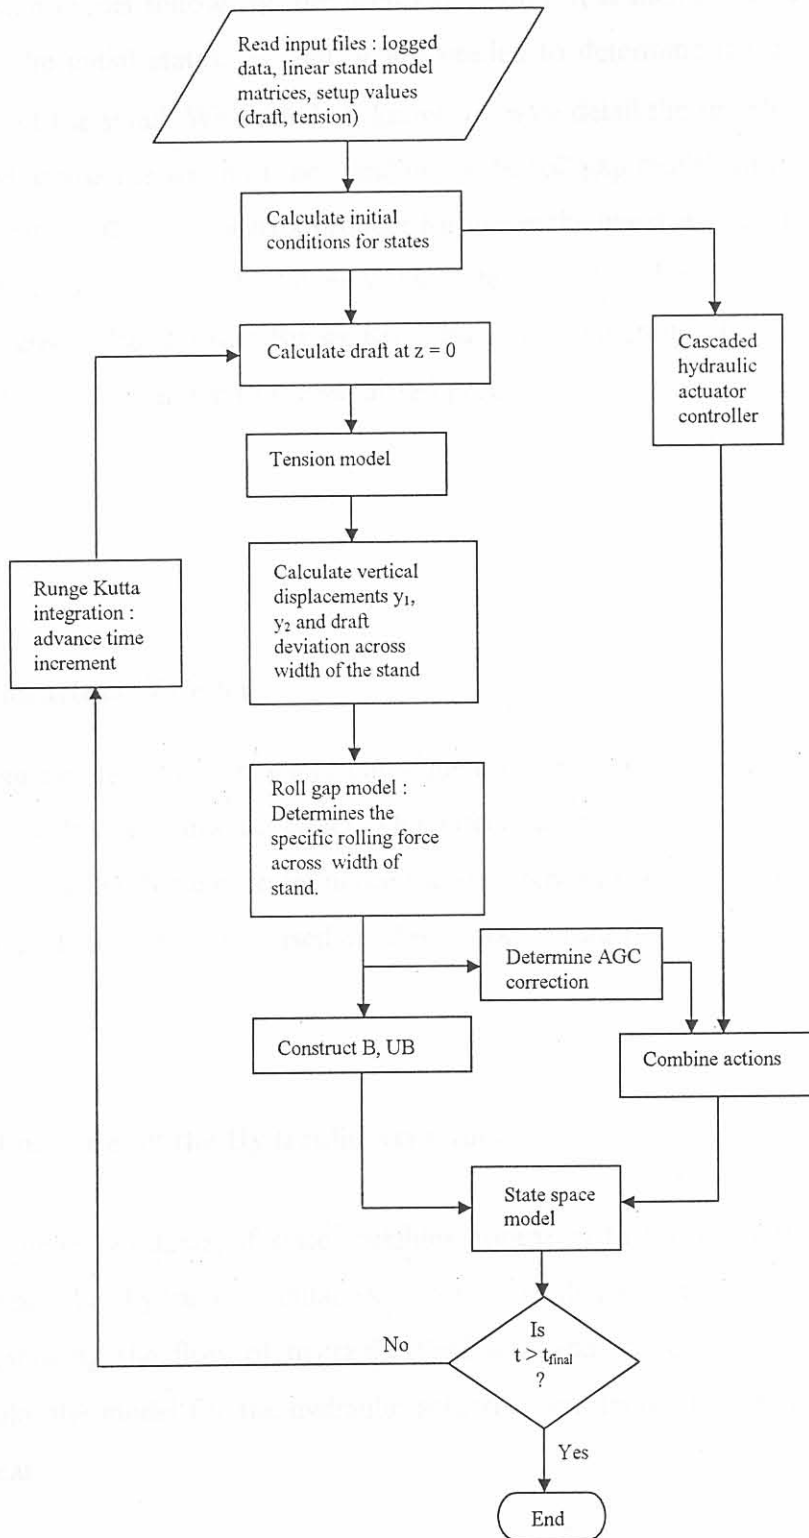 Read input files : logged
data, linear stand model
matrices, setup values
(draft, tension)
Calculate initial
conditions for states
Calculate draft at z = 0
Cascaded
hydraulic
actuator
controller
Tension model
Runge Kutta
integration :
advance time
increment
Calculate vertical
displacements y₁,
y₂ and draft
deviation across
width of the stand
Roll gap model :
Determines the
specific rolling force
across width of
stand.
Determine AGC
correction
Construct B, UB
Combine actions
State space
model
No
Is
t > t_final
?
Yes
End